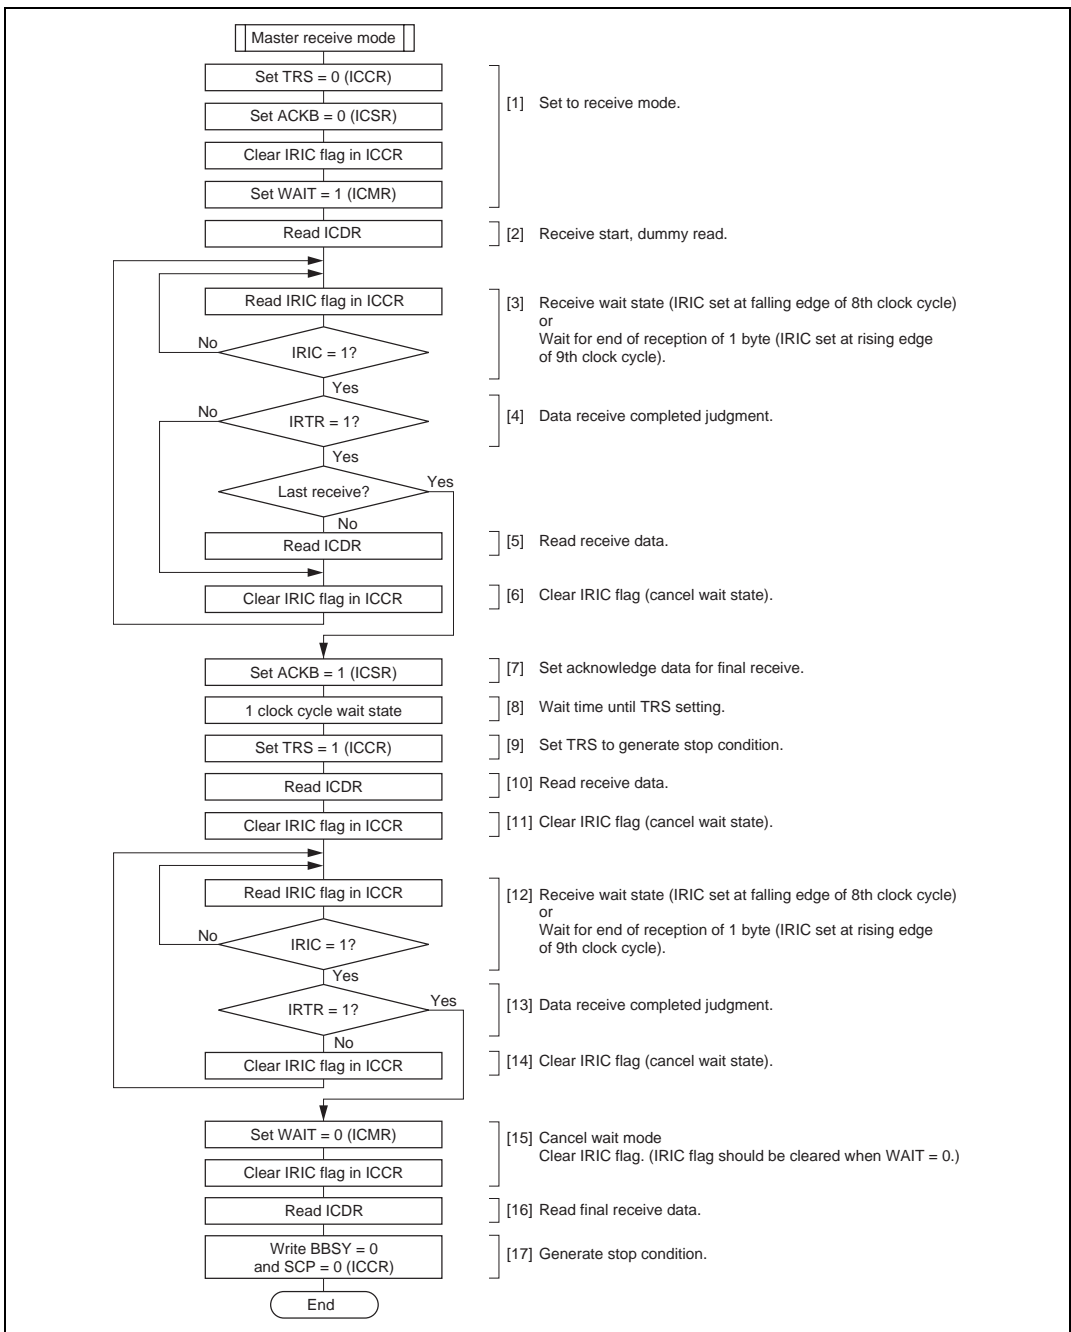 Master receive mode
Set TRS = 0 (ICCR)
[1] Set to receive mode.
Set ACKB = 0 (ICSR)
Clear IRIC flag in ICCR
Set WAIT = 1 (ICMR)
Read ICDR
[2] Receive start, dummy read.
Read IRIC flag in ICCR
[3] Receive wait state (IRIC set at falling edge of 8th clock cycle)
or
Wait for end of reception of 1 byte (IRIC set at rising edge
of 9th clock cycle).
No
IRIC = 1?
Yes
No
IRTR = 1?
[4] Data receive completed judgment.
Yes
Last receive?
Yes
No
Read ICDR
[5] Read receive data.
Clear IRIC flag in ICCR
[6] Clear IRIC flag (cancel wait state).
Set ACKB = 1 (ICSR)
[7] Set acknowledge data for final receive.
1 clock cycle wait state
[8] Wait time until TRS setting.
Set TRS = 1 (ICCR)
[9] Set TRS to generate stop condition.
Read ICDR
[10] Read receive data.
Clear IRIC flag in ICCR
[11] Clear IRIC flag (cancel wait state).
Read IRIC flag in ICCR
[12] Receive wait state (IRIC set at falling edge of 8th clock cycle)
or
Wait for end of reception of 1 byte (IRIC set at rising edge
of 9th clock cycle).
No
IRIC = 1?
Yes
IRTR = 1?
Yes
[13] Data receive completed judgment.
No
Clear IRIC flag in ICCR
[14] Clear IRIC flag (cancel wait state).
Set WAIT = 0 (ICMR)
[15] Cancel wait mode
Clear IRIC flag. (IRIC flag should be cleared when WAIT = 0.)
Clear IRIC flag in ICCR
Read ICDR
[16] Read final receive data.
Write BBSY = 0
and SCP = 0 (ICCR)
[17] Generate stop condition.
End